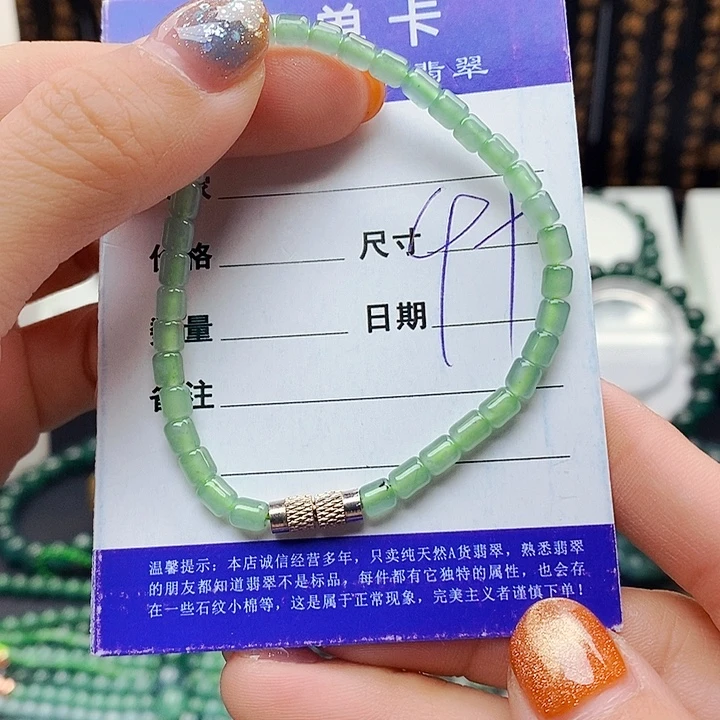 单卡
翡翠
价格
尺寸
数量
日期
备注
温馨提示：本店诚信经营多年，只卖纯天然A货翡翠，熟悉翡翠
的朋友都知道翡翠不是标品，每件都有它独特的属性，也会存
在一些石纹小棉等，这是属于正常现象，完美主义者谨慎下单！